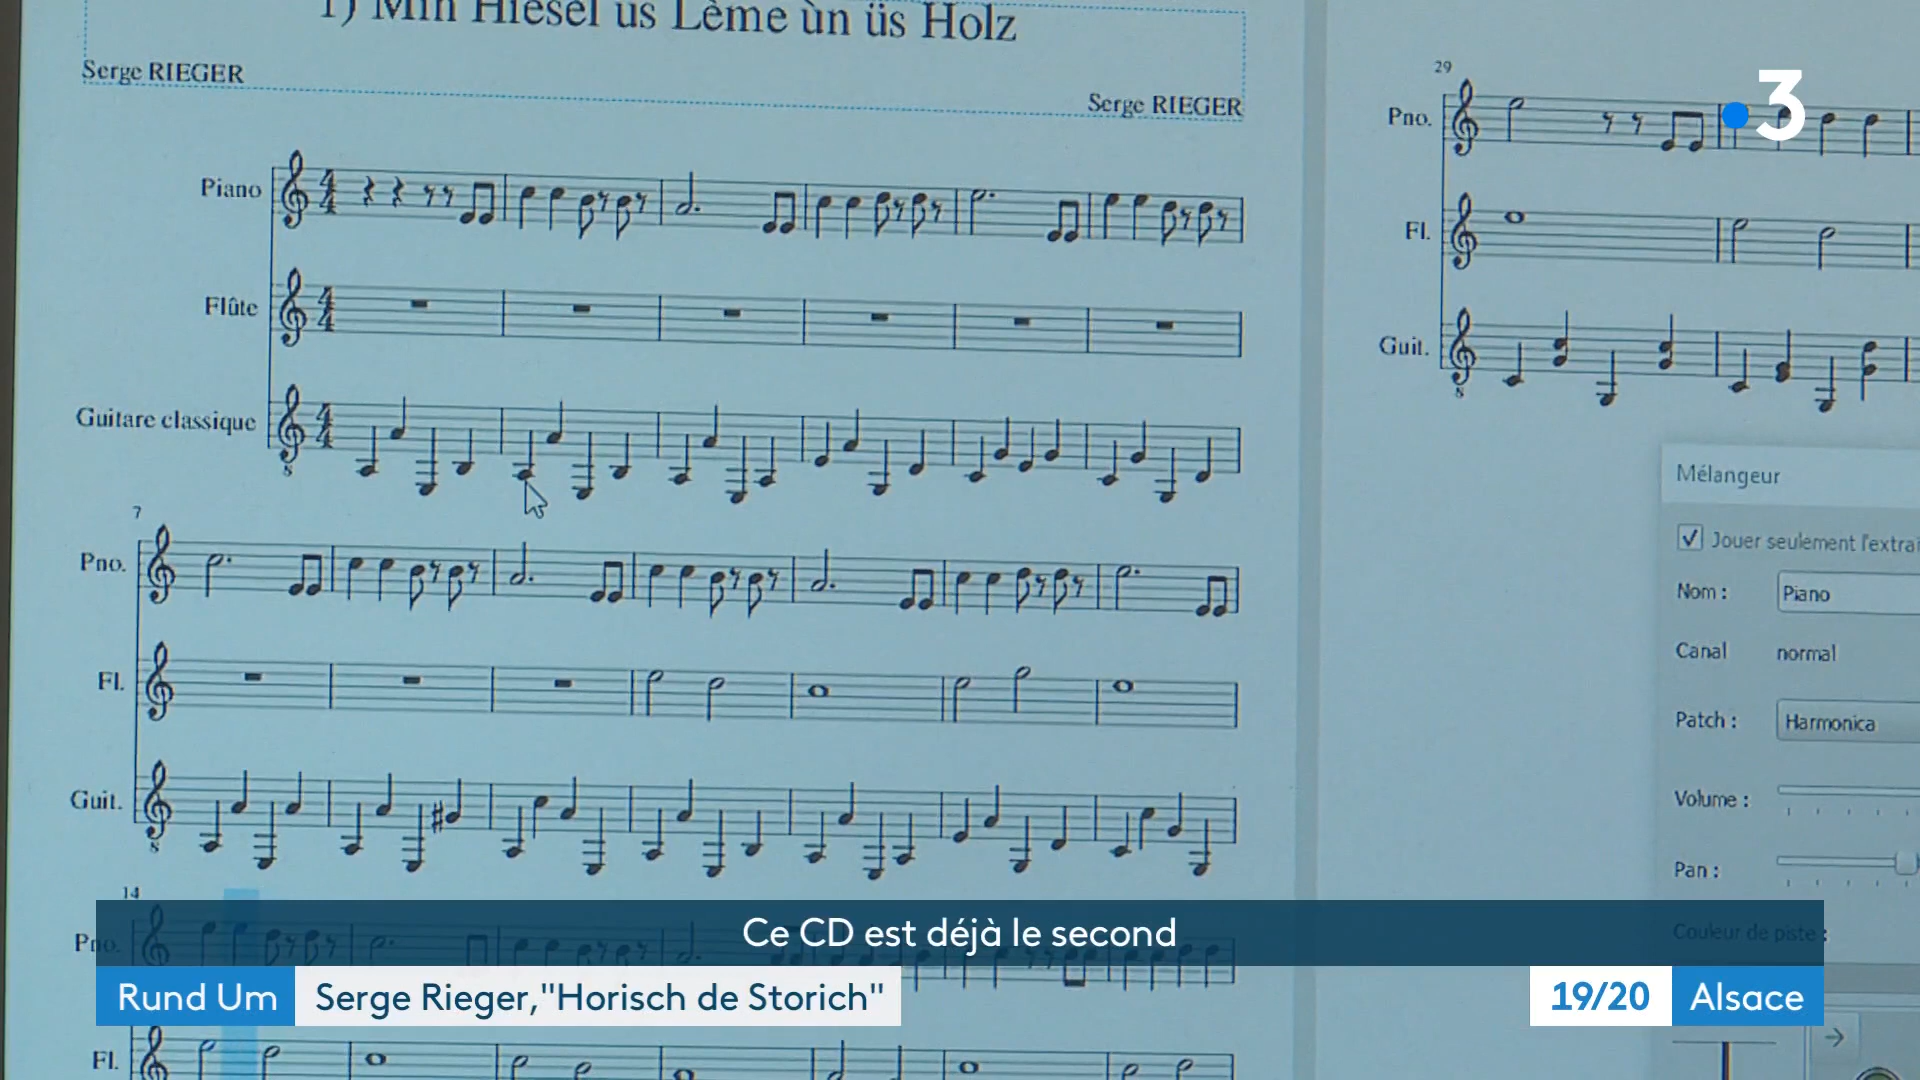 1) Min Hiesel üs Lème ùn üs Holz
Serge RIEGER
Serge RIEGER
Piano
Flûte
Guitare classique
7
Pno.
Fl.
Guit.
14
Pno.
Fl.
29
Pno.
Fl.
Guit.
3
Mélangeur
Jouer seulement l'extrai
Nom :
Piano
Canal
normal
Patch :
Harmonica
Volume :
Pan :
Couleur de piste :
Ce CD est déjà le second
Rund Um
Serge Rieger,"Horisch de Storich"
19/20
Alsace